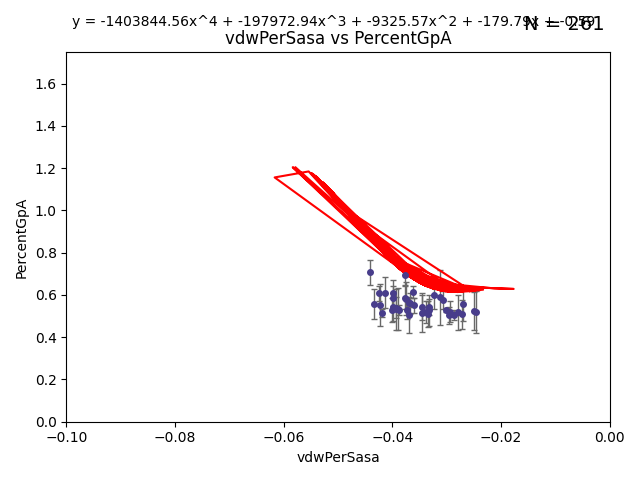 y = -1403844.56x^4 + -197972.94x^3 + -9325.57x^2 + -179.79x + -0.59
N = 261
vdwPerSasa vs PercentGpA
1.6
1.4
1.2
1.0
0.8
0.6
0.4
0.2
0.0
PercentGpA
−0.10 −0.08 −0.06 −0.04 −0.02 0.00
vdwPerSasa